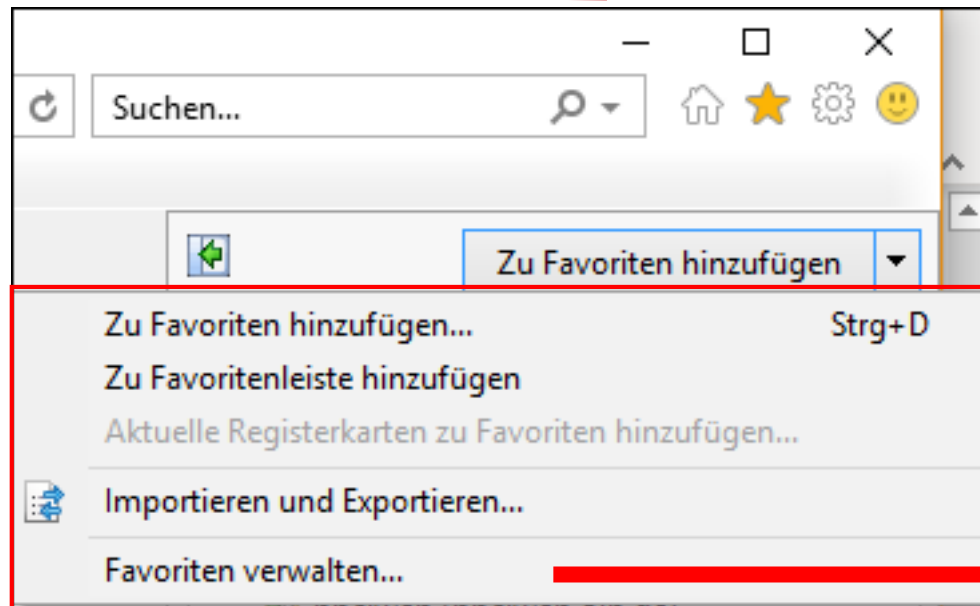 Suchen...
Zu Favoriten hinzufügen
Zu Favoriten hinzufügen... Strg+D
Zu Favoritenleiste hinzufügen
Aktuelle Registerkarten zu Favoriten hinzufügen...
Importieren und Exportieren...
Favoriten verwalten...